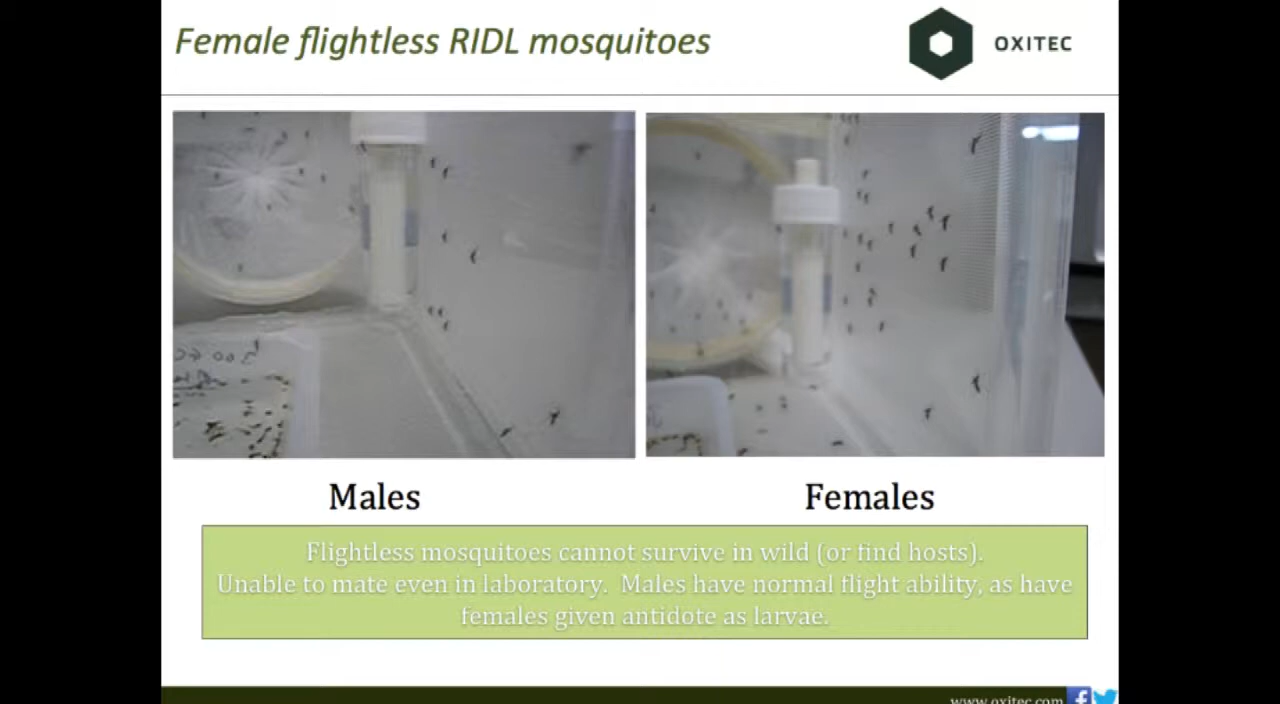 Female flightless RIDL mosquitoes
OXITEC
Males
Females
Flightless mosquitoes cannot survive in wild (or find hosts).
Unable to mate even in laboratory. Males have normal flight ability, as have
females given antidote as larvae.
www.oxitec.com